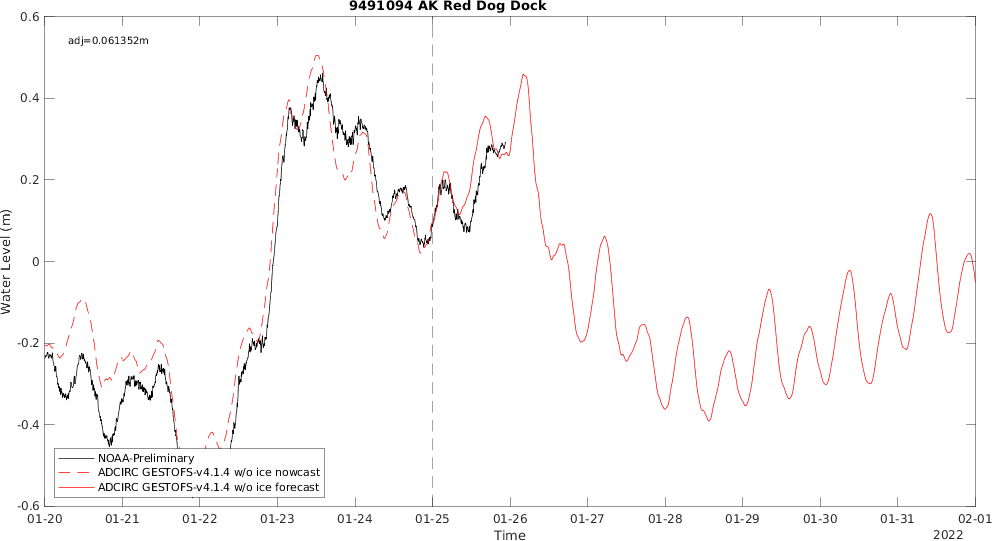 9491094 AK Red Dog Dock
adj=0.061352m
0.6
0.4
0.2
0
-0.2
-0.4
-0.6
Water Level (m)
NOAA-Preliminary
ADCIRC GESTOFS-v4.1.4 w/o ice nowcast
ADCIRC GESTOFS-v4.1.4 w/o ice forecast
01-20 01-21 01-22 01-23 01-24 01-25 01-26 01-27 01-28 01-29 01-30 01-31 02-01
Time
2022